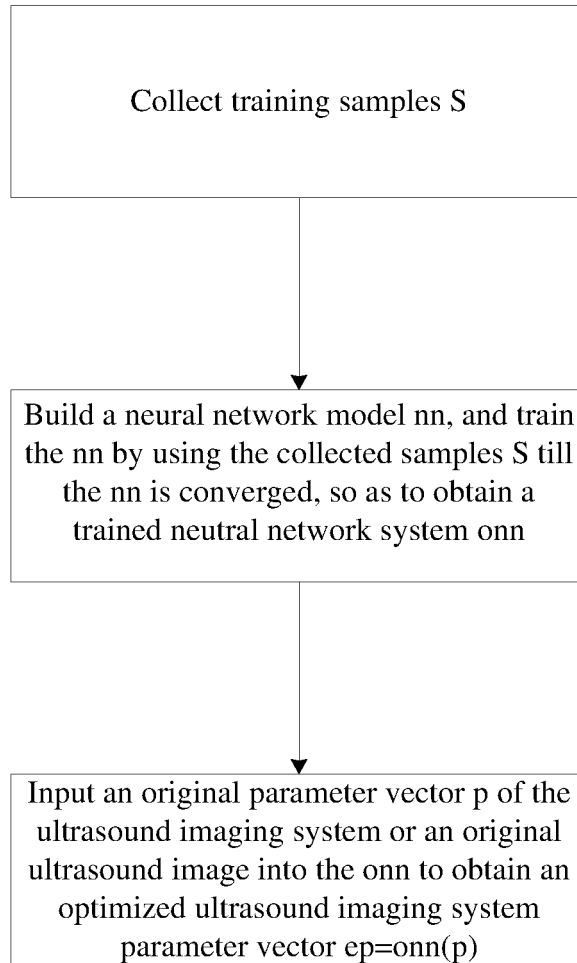 Collect training samples S
Build a neural network model nn, and train
the nn by using the collected samples S till
the nn is converged, so as to obtain a
trained neutral network system onn
Input an original parameter vector p of the
ultrasound imaging system or an original
ultrasound image into the onn to obtain an
optimized ultrasound imaging system
parameter vector ep=onn(p)